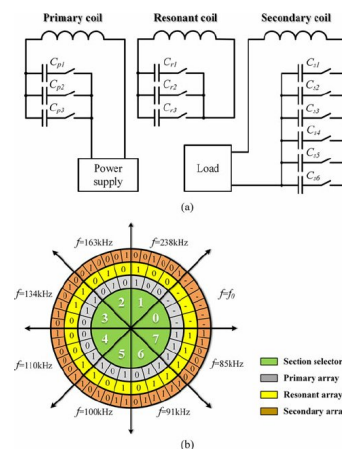 Primary coil
Resonant coil
Secondary coil
Cp1
Cp2
Cp3
Cr1
Cr2
Cr3
Cs1
Cs2
Cs3
Cs4
Cs5
Cs6
Power
supply
Load
(a)
f=163kHz
f=238kHz
f=134kHz
f=f0
f=110kHz
f=85kHz
f=100kHz
f=91kHz
2 1
3 0
4 7
5 6
Section selector
Primary array
Resonant array
Secondary array
(b)